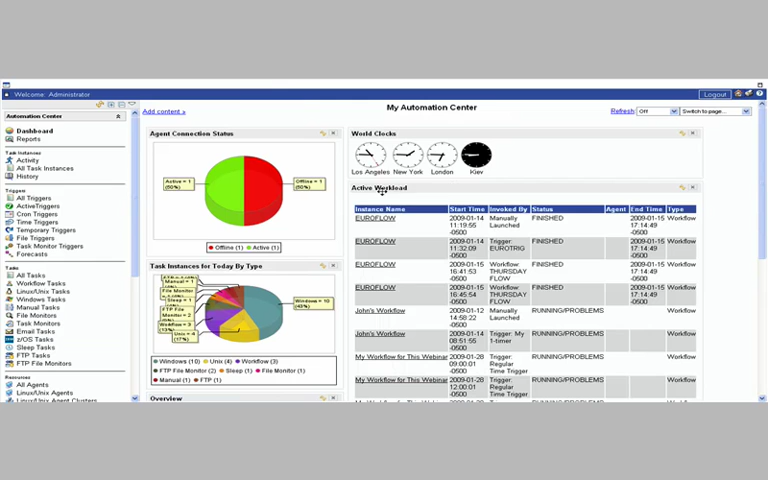 Welcome: Administrator
Logout
Automation Center
Dashboard
Reports
Task Instances
Activity
All Task Instances
History
Triggers
All Triggers
ActiveTriggers
Cron Triggers
Time Triggers
Temporary Triggers
File Triggers
Task Monitor Triggers
Forecasts
Tasks
All Tasks
Workflow Tasks
Linux/Unix Tasks
Windows Tasks
Manual Tasks
File Monitors
Task Monitors
Email Tasks
z/OS Tasks
Sleep Tasks
FTP Tasks
FTP File Monitors
Resources
All Agents
Linux/Unix Agents
Linux/Unix Agent Clusters
Add content »
My Automation Center
Refresh: Off
Switch to page...
Agent Connection Status
Active = 1
(50%)
Offline = 1
(50%)
Offline (1) Active (1)
Task Instances for Today By Type
Manual = 1
File Monitor
Sleep = 1
FTP File
Monitor = 2
Workflow = 3
(13%)
Unix = 4
(17%)
Windows = 10
(43%)
Windows (10) Unix (4) Workflow (3)
FTP File Monitor (2) Sleep (1) File Monitor (1)
Manual (1) FTP (1)
Overview
World Clocks
Los Angeles New York London Kiev
Active Workload
Instance Name Start Time Invoked By Status Agent End Time Type
EUROFLOW 2009-01-14 11:19:55 -0500 Manually Launched FINISHED 2009-01-15 17:14:49 -0500 Workflow
EUROFLOW 2009-01-14 11:32:09 -0500 Trigger: EUROTRIG FINISHED 2009-01-15 17:14:49 -0500 Workflow
EUROFLOW 2009-01-15 16:41:53 -0500 Workflow: THURSDAY FLOW FINISHED 2009-01-15 17:14:49 -0500 Workflow
EUROFLOW 2009-01-15 16:45:54 -0500 Workflow: THURSDAY FLOW FINISHED 2009-01-15 17:14:49 -0500 Workflow
John's Workflow 2009-01-12 14:58:22 -0500 Manually Launched RUNNING/PROBLEMS Workflow
John's Workflow 2009-01-14 08:51:55 -0500 Trigger: My 1-timer RUNNING/PROBLEMS Workflow
My Workflow for This Webinar 2009-01-28 09:00:01 -0500 Trigger: Regular Time Trigger RUNNING/PROBLEMS Workflow
My Workflow for This Webinar 2009-01-28 12:00:01 -0500 Trigger: Regular Time Trigger RUNNING/PROBLEMS Workflow